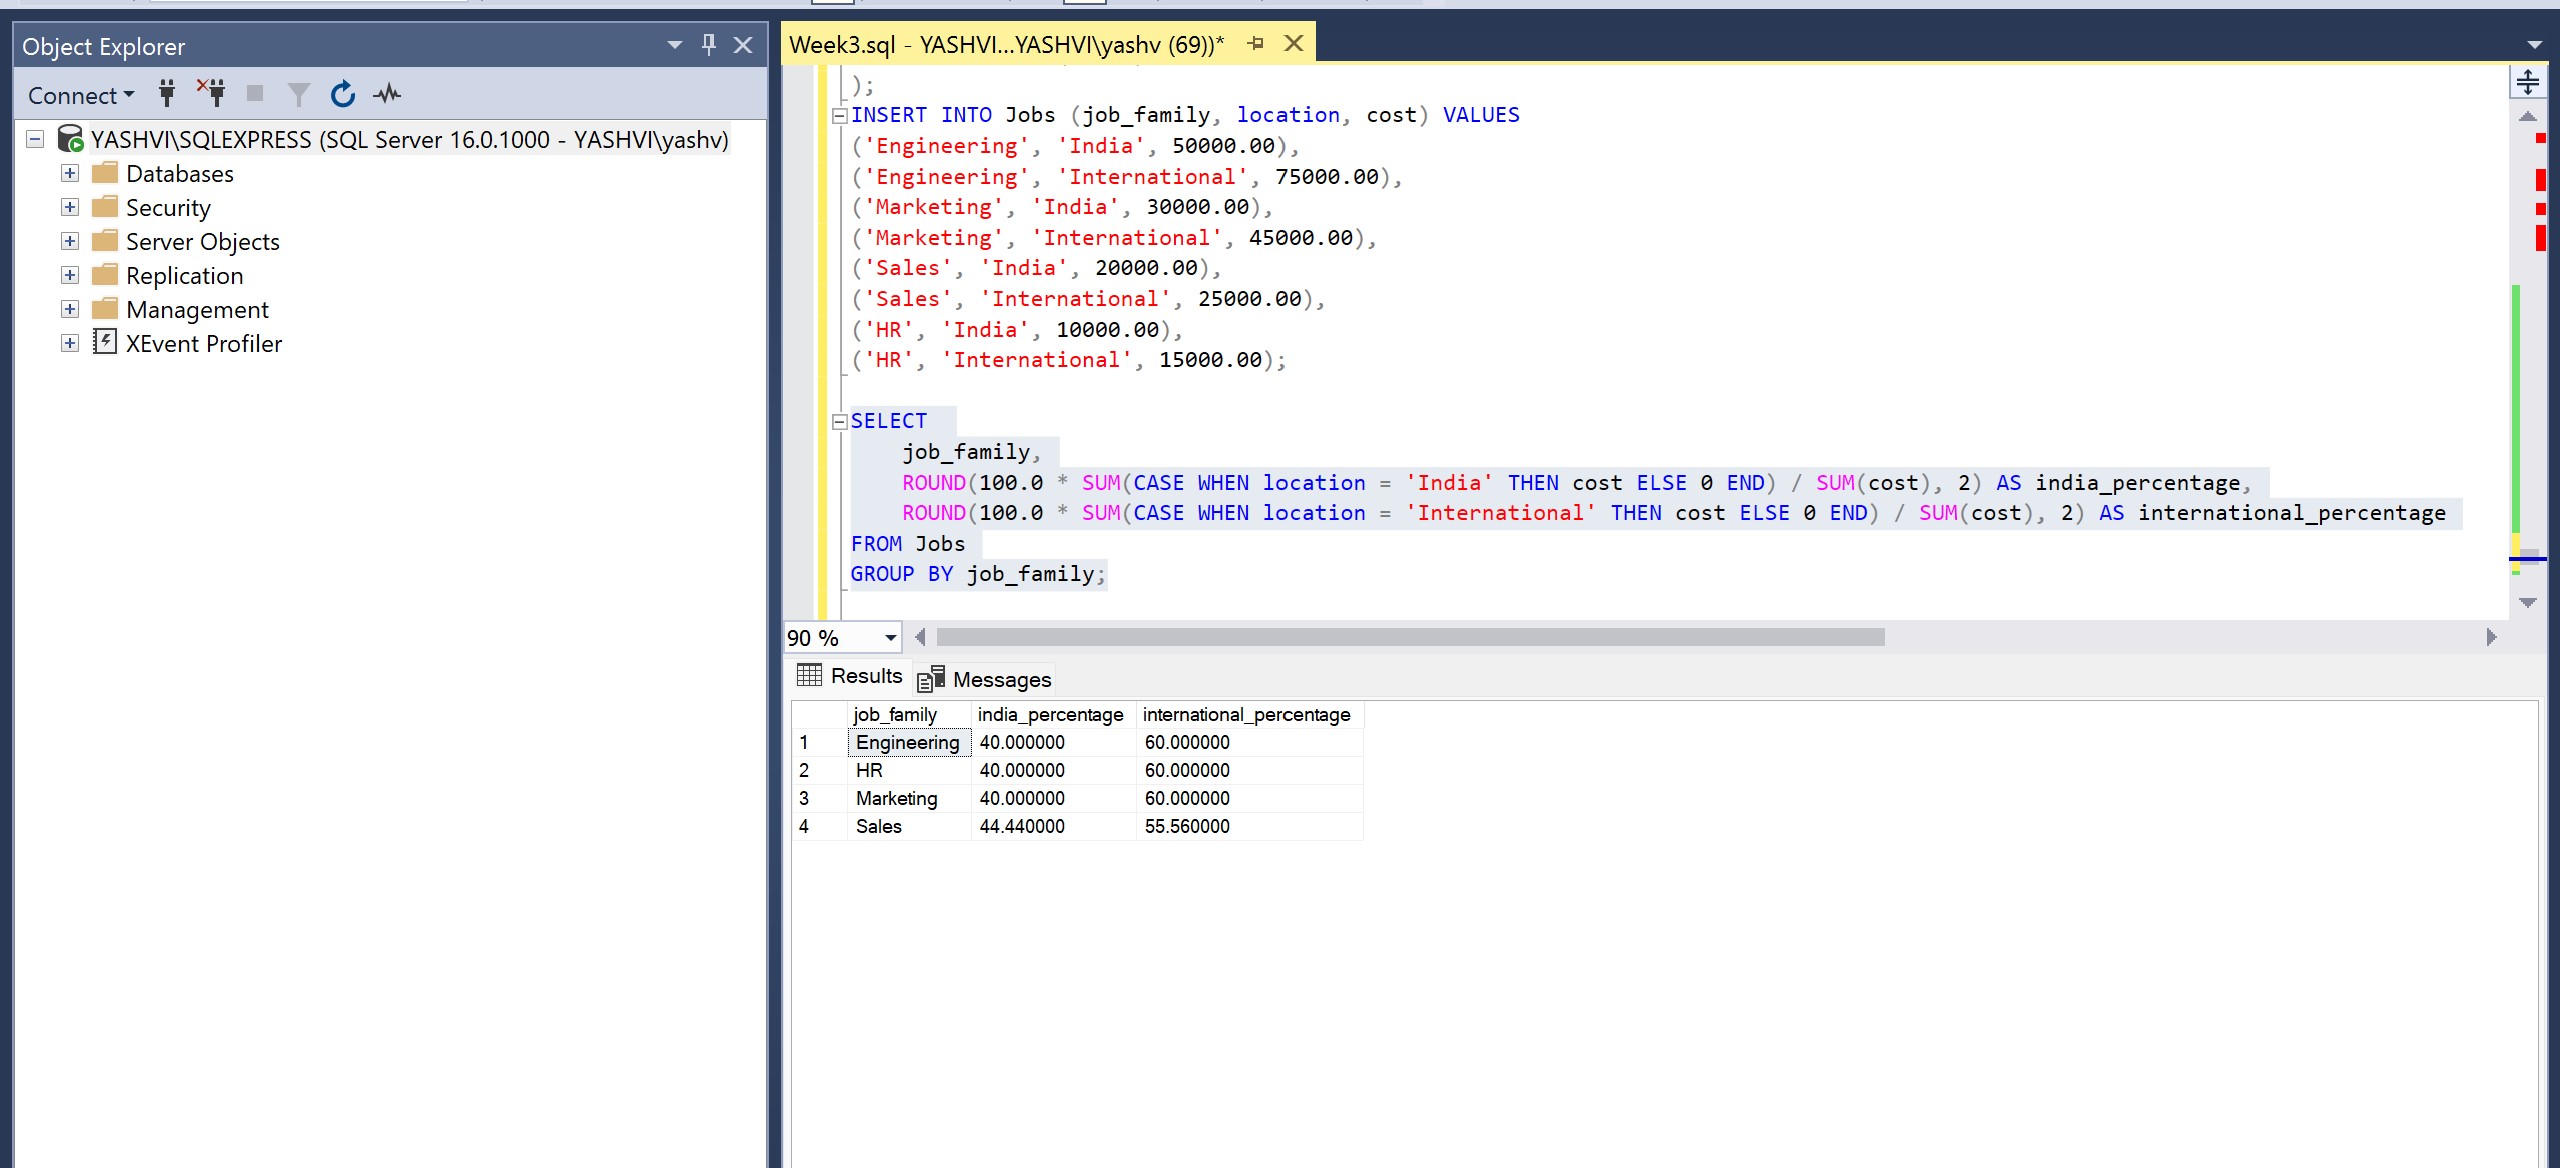 Object Explorer
Connect
YASHVI\SQLEXPRESS (SQL Server 16.0.1000 - YASHVI\yashv)
Databases
Security
Server Objects
Replication
Management
XEvent Profiler
Week3.sql - YASHVI...YASHVI\yashv (69))*
);
INSERT INTO Jobs (job_family, location, cost) VALUES
('Engineering', 'India', 50000.00),
('Engineering', 'International', 75000.00),
('Marketing', 'India', 30000.00),
('Marketing', 'International', 45000.00),
('Sales', 'India', 20000.00),
('Sales', 'International', 25000.00),
('HR', 'India', 10000.00),
('HR', 'International', 15000.00);
SELECT
job_family,
ROUND(100.0 * SUM(CASE WHEN location = 'India' THEN cost ELSE 0 END) / SUM(cost), 2) AS india_percentage,
ROUND(100.0 * SUM(CASE WHEN location = 'International' THEN cost ELSE 0 END) / SUM(cost), 2) AS international_percentage
FROM Jobs
GROUP BY job_family;
90 %
Results Messages
job_family india_percentage international_percentage
1 Engineering 40.000000 60.000000
2 HR 40.000000 60.000000
3 Marketing 40.000000 60.000000
4 Sales 44.440000 55.560000